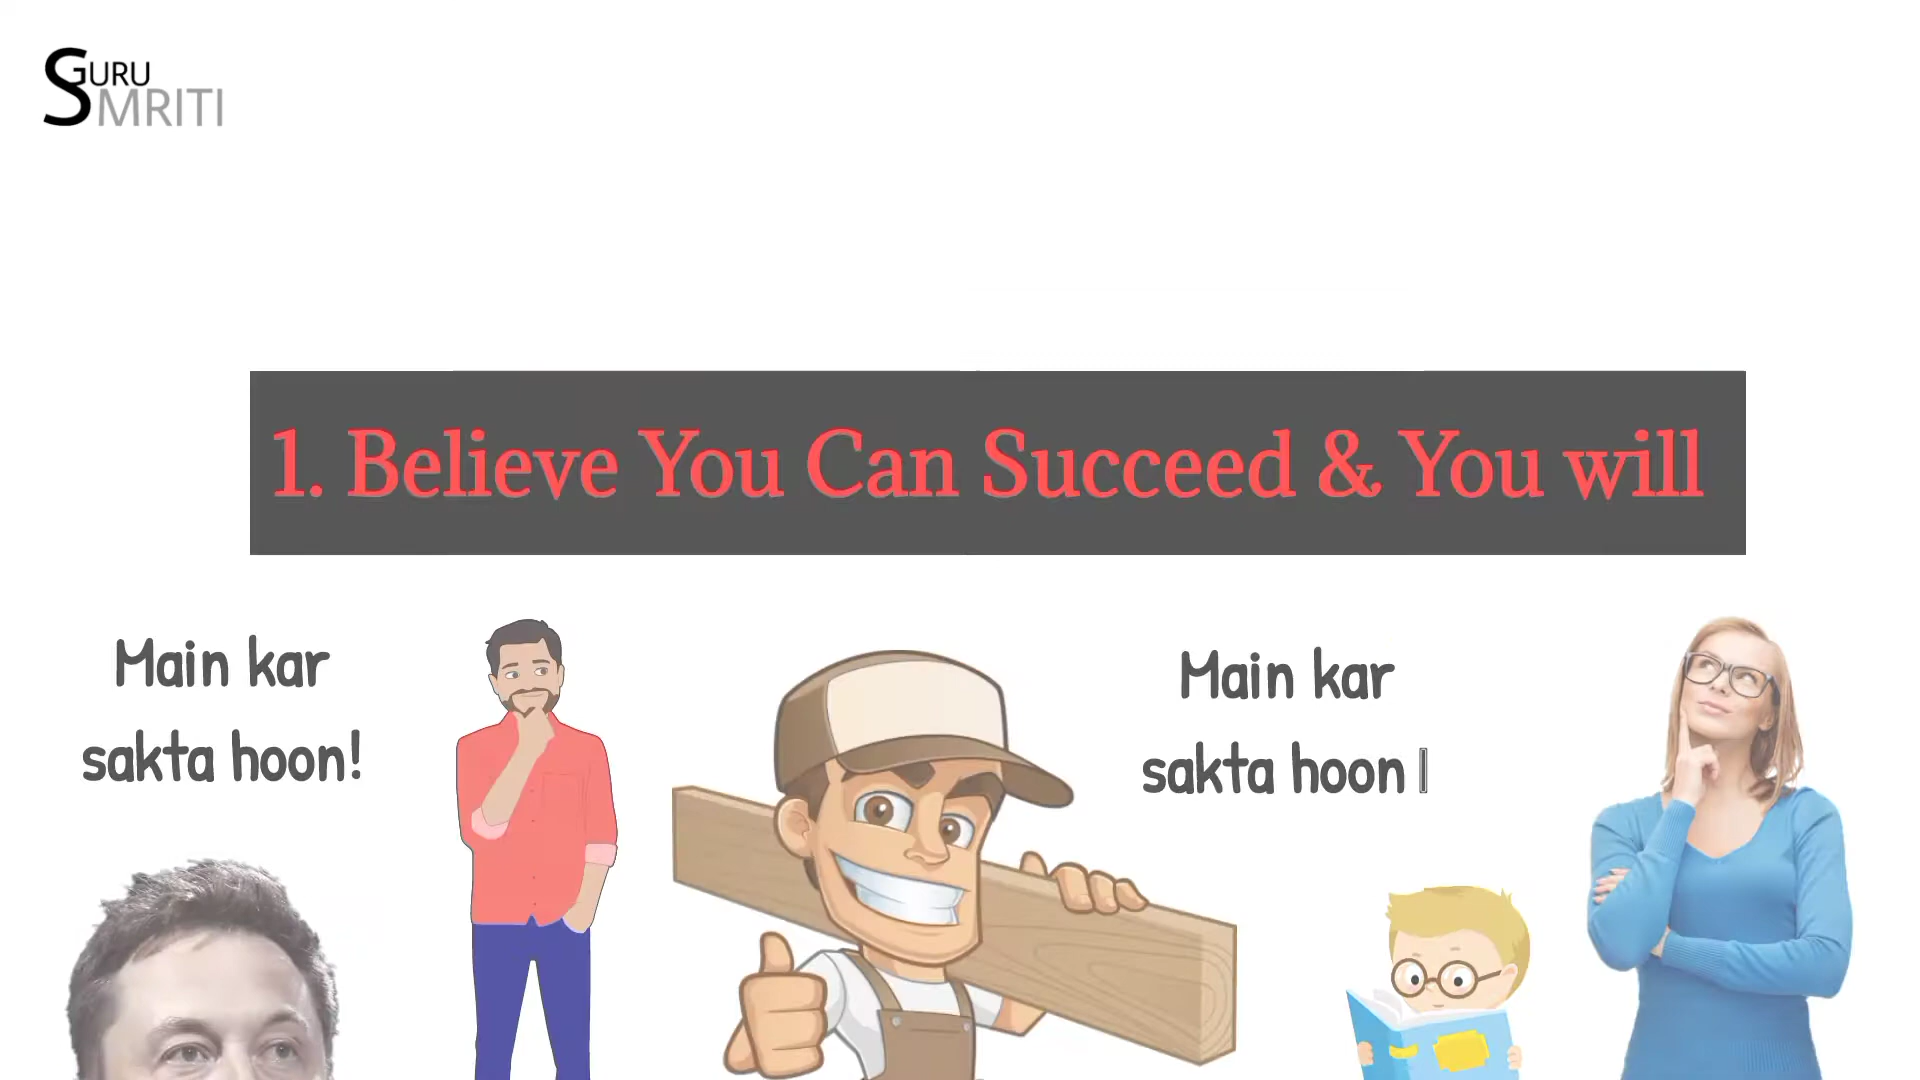 GURU
SMRITI
1. Believe You Can Succeed & You will
Main kar
sakta hoon!
Main kar
sakta hoon